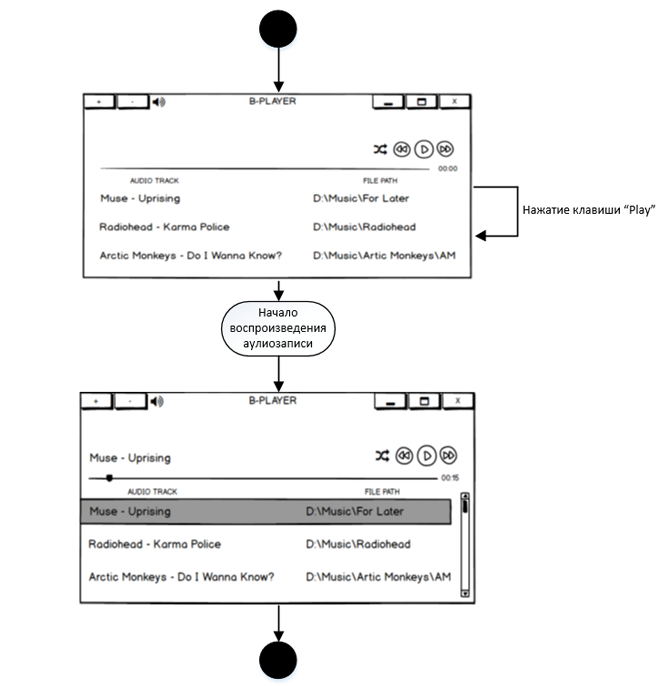 + - B-PLAYER X
00:00
AUDIO TRACK FILE PATH
Muse - Uprising D:\Music\For Later
Radiohead - Karma Police D:\Music\Radiohead
Arctic Monkeys - Do I Wanna Know? D:\Music\Artic Monkeys\AM
Нажатие клавиши “Play”
Начало
воспроизведения
аулиозаписи
+ - B-PLAYER X
Muse - Uprising
00:15
AUDIO TRACK FILE PATH
Muse - Uprising D:\Music\For Later
Radiohead - Karma Police D:\Music\Radiohead
Arctic Monkeys - Do I Wanna Know? D:\Music\Artic Monkeys\AM